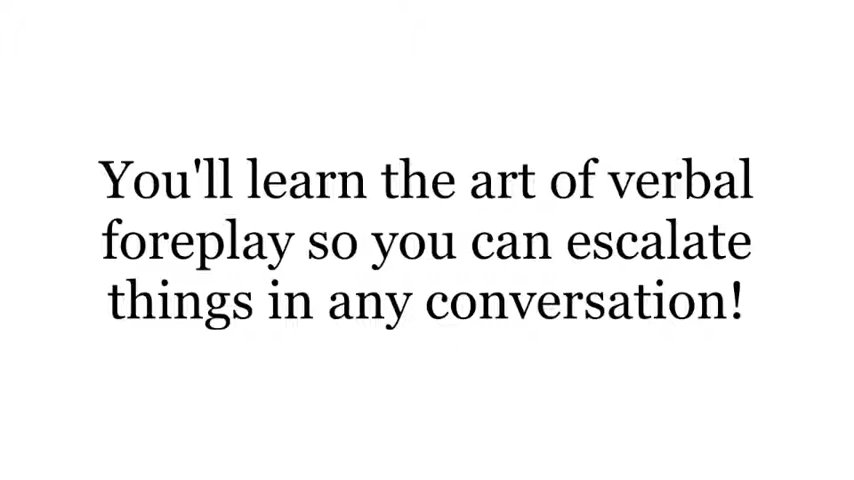 You'll learn the art of verbal
foreplay so you can escalate
things in any conversation!